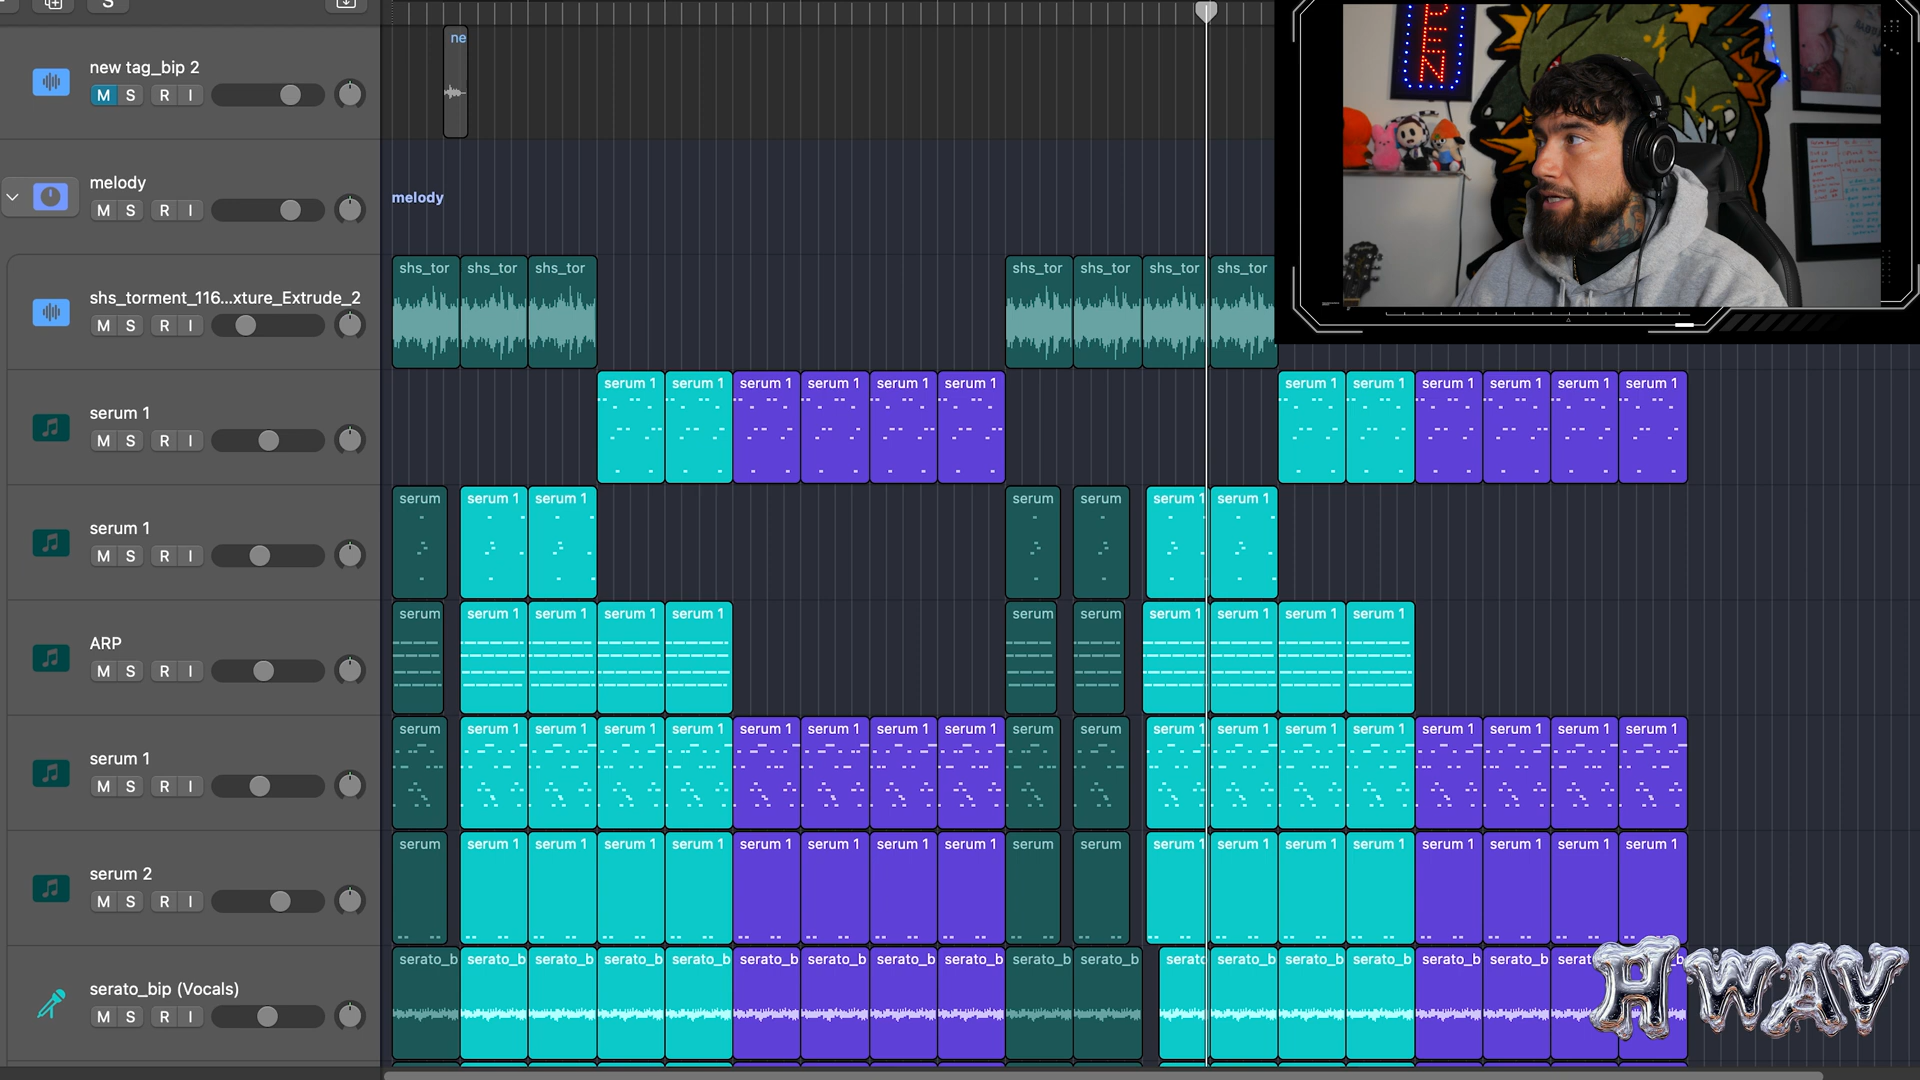 S
new tag_bip 2
M S R I
ne
melody
M S R I
melody
shs_torment_116...xture_Extrude_2
M S R I
shs_tor shs_tor shs_tor shs_tor shs_tor shs_tor shs_tor
serum 1
M S R I
serum 1 serum 1 serum 1 serum 1 serum 1 serum 1 serum 1 serum 1 serum 1 serum 1 serum 1 serum 1
serum 1
M S R I
serum serum 1 serum 1 serum serum serum 1 serum 1
ARP
M S R I
serum serum 1 serum 1 serum 1 serum 1 serum serum serum 1 serum 1 serum 1 serum 1
serum 1
M S R I
serum serum 1 serum 1 serum 1 serum 1 serum 1 serum 1 serum 1 serum 1 serum serum serum 1 serum 1 serum 1 serum 1 serum 1 serum 1 serum 1 serum 1
serum 2
M S R I
serum serum 1 serum 1 serum 1 serum 1 serum 1 serum 1 serum 1 serum 1 serum serum serum 1 serum 1 serum 1 serum 1 serum 1 serum 1 serum 1 serum 1
serato_bip (Vocals)
M S R I
serato_b serato_b serato_b serato_b serato_b serato_b serato_b serato_b serato_b serato_b serato_b serato serato_b serato_b serato_b serato_b serato_b serat b
PEN
H WAV